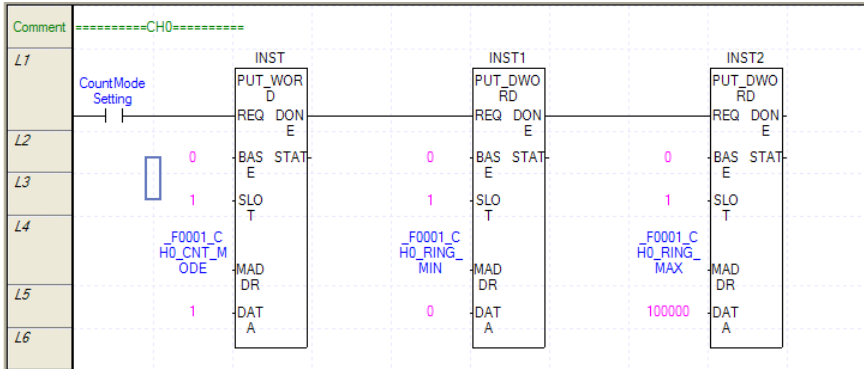 Comment ==========CH0==========
L1
CountMode
Setting
INST
PUT_WOR
D
REQ DON
E
BAS STAT
E
SLO
T
MAD
DR
DAT
A
0
1
_F0001_C
H0_CNT_M
ODE
1
INST1
PUT_DWO
RD
REQ DON
E
BAS STAT
E
SLO
T
MAD
DR
DAT
A
0
1
_F0001_C
H0_RING_
MIN
0
INST2
PUT_DWO
RD
REQ DON
E
BAS STAT
E
SLO
T
MAD
DR
DAT
A
0
1
_F0001_C
H0_RING_
MAX
100000
L2
L3
L4
L5
L6